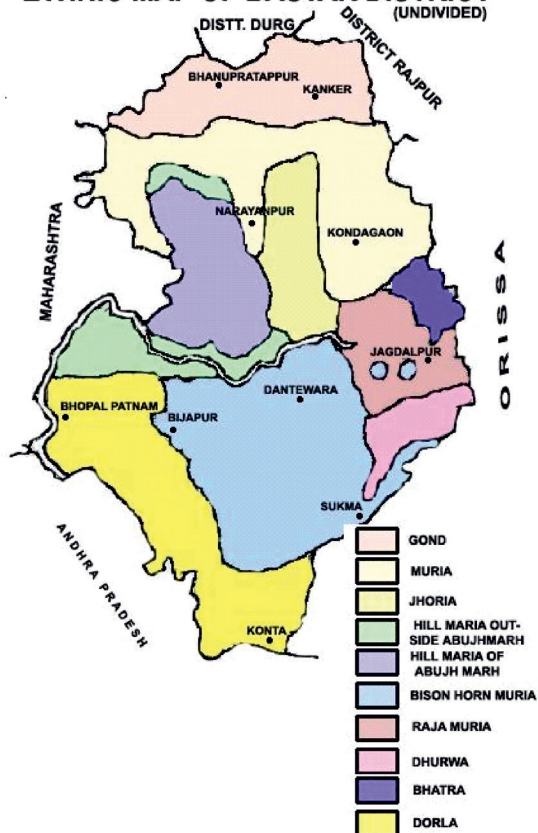 (UNDIVIDED)
DISTT. DURG
DISTRICT RAJPUR
BHANUPRATAPPUR
KANKER
MAHARASHTRA
NARAYANPUR
KONDAGAON
ORISSA
JAGDALPUR
DANTEWARA
BHOPAL PATNAM
BIJAPUR
SUKMA
ANDHRA PRADESH
KONTA
GOND
MURIA
JHORIA
HILL MARIA OUT-
SIDE ABUJHMARH
HILL MARIA OF
ABUJH MARH
BISON HORN MURIA
RAJA MURIA
DHURWA
BHATRA
DORLA